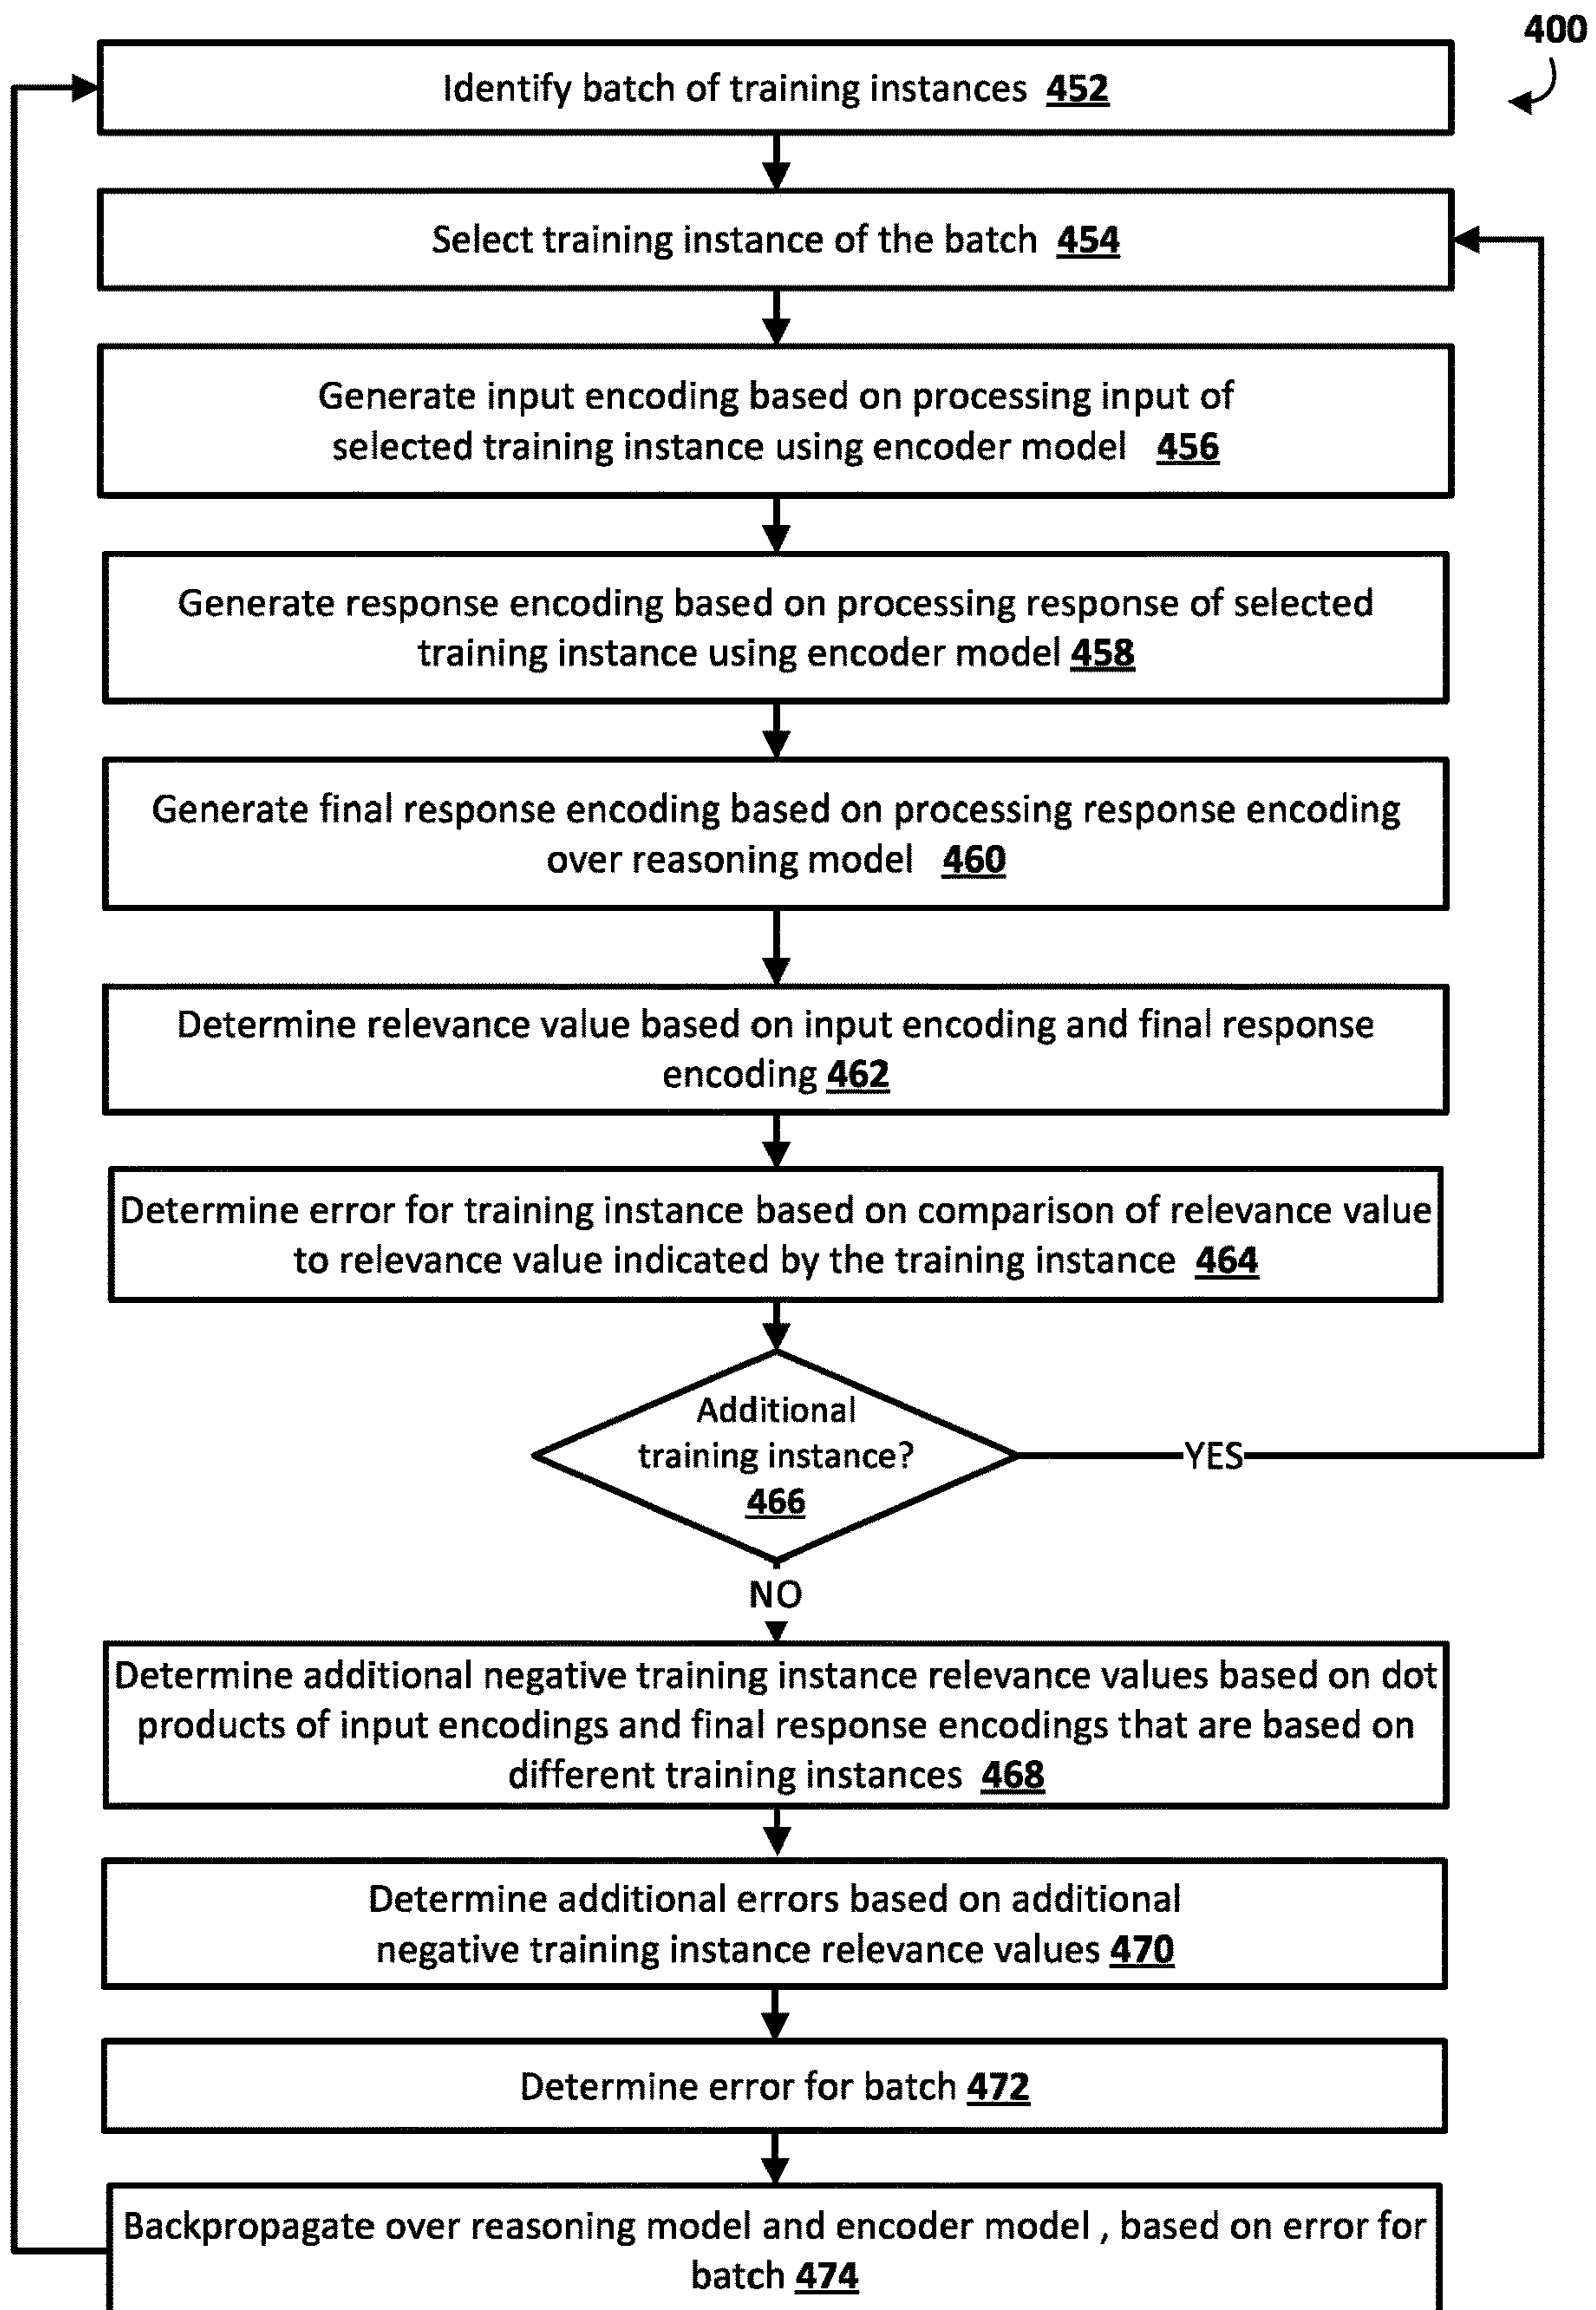 400
Identify batch of training instances 452
Select training instance of the batch 454
Generate input encoding based on processing input of
selected training instance using encoder model 456
Generate response encoding based on processing response of selected
training instance using encoder model 458
Generate final response encoding based on processing response encoding
over reasoning model 460
Determine relevance value based on input encoding and final response
encoding 462
Determine error for training instance based on comparison of relevance value
to relevance value indicated by the training instance 464
Additional
training instance?
466
YES
NO
Determine additional negative training instance relevance values based on dot
products of input encodings and final response encodings that are based on
different training instances 468
Determine additional errors based on additional
negative training instance relevance values 470
Determine error for batch 472
Backpropagate over reasoning model and encoder model , based on error for
batch 474